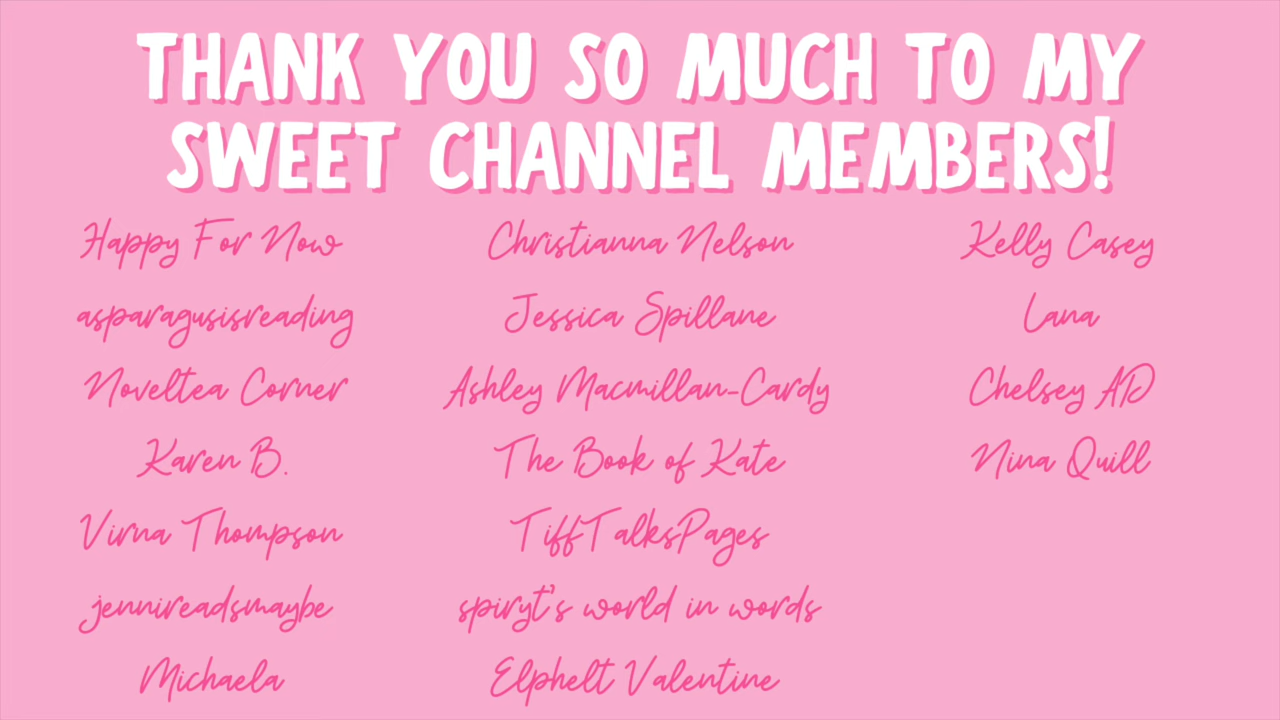 THANK YOU SO MUCH TO MY
SWEET CHANNEL MEMBERS!
Happy For Now
asparagusisreading
Noveltea Corner
Karen B.
Virna Thompson
jennireadsmaybe
Michaela
Christianna Nelson
Jessica Spillane
Ashley Macmillan-Cardy
The Book of Kate
TiffTalksPages
spiryt's world in words
Elphelt Valentine
Kelly Casey
Lana
Chelsey AD
Nina Quill